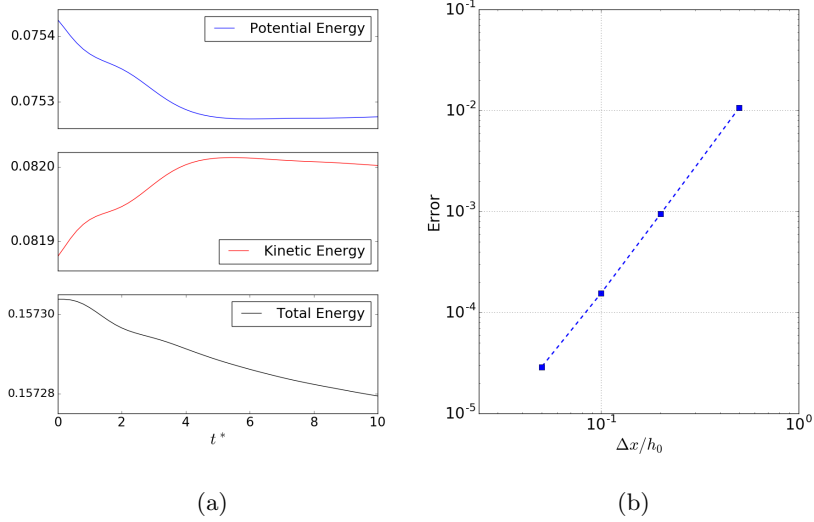 Potential Energy
0.0754
0.0753
0.0820
0.0819
Kinetic Energy
Total Energy
0.15730
0.15728
0 2 4 6 8 10
t*
(a)
10⁻¹
10⁻²
10⁻³
10⁻⁴
10⁻⁵
Error
10⁻¹ 10⁰
Δx/h₀
(b)